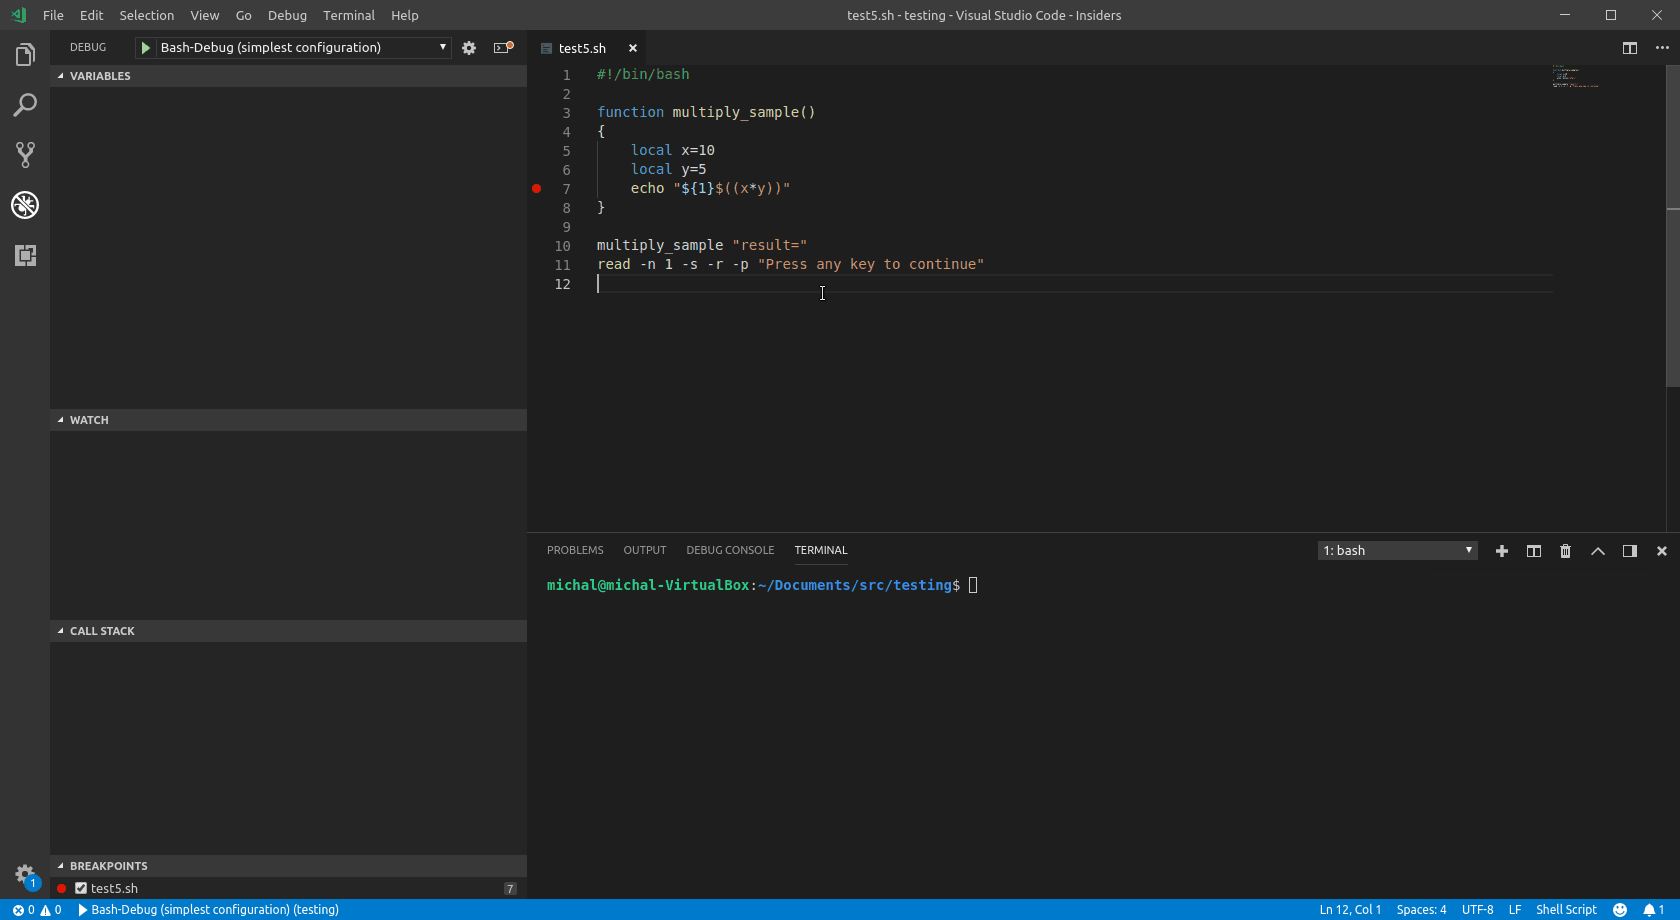 File Edit Selection View Go Debug Terminal Help
test5.sh - testing - Visual Studio Code - Insiders
DEBUG
Bash-Debug (simplest configuration)
VARIABLES
WATCH
CALL STACK
BREAKPOINTS
test5.sh 7
1
test5.sh
1 #!/bin/bash
2
3 function multiply_sample()
4 {
5 local x=10
6 local y=5
7 echo "${1}$((x*y))"
8 }
9
10 multiply_sample "result="
11 read -n 1 -s -r -p "Press any key to continue"
12
PROBLEMS OUTPUT DEBUG CONSOLE TERMINAL
1: bash
michal@michal-VirtualBox:~/Documents/src/testing$
0 0 Bash-Debug (simplest configuration) (testing)
Ln 12, Col 1 Spaces: 4 UTF-8 LF Shell Script 1